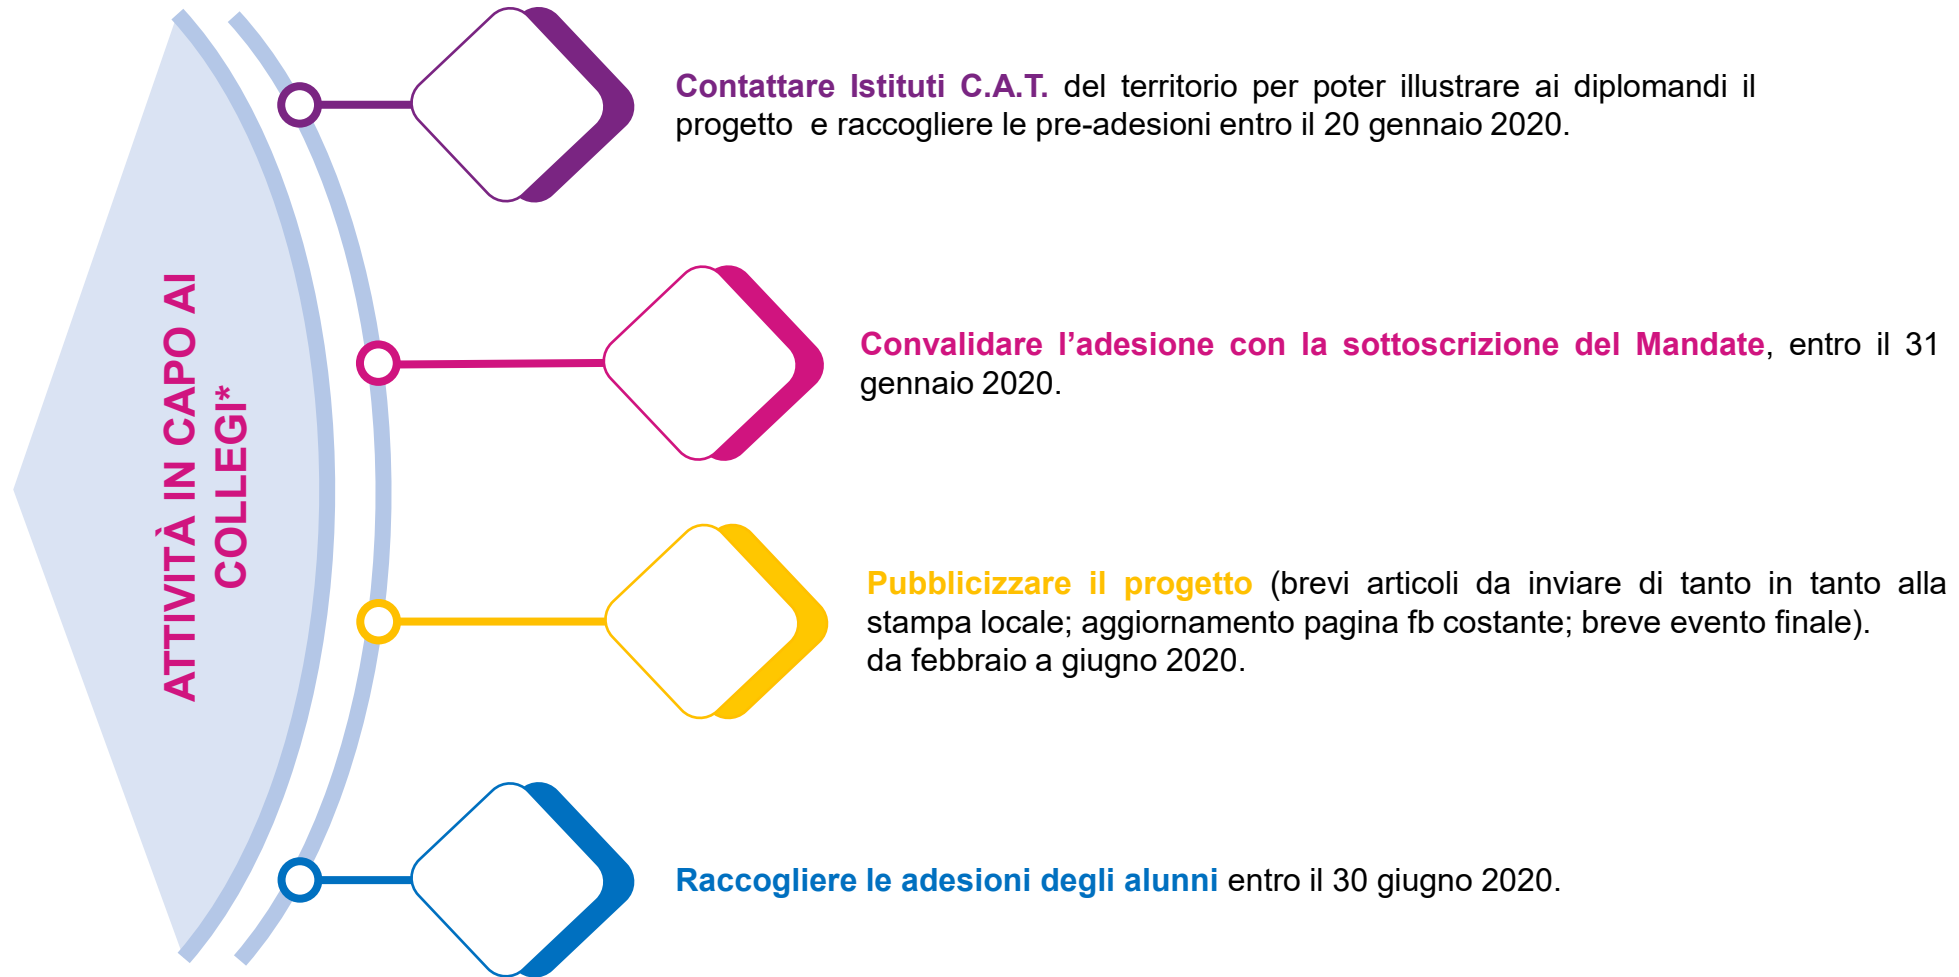 ATTIVITÀ IN CAPO AI
COLLEGI*
Contattare Istituti C.A.T. del territorio per poter illustrare ai diplomandi il
progetto e raccogliere le pre-adesioni entro il 20 gennaio 2020.
Convalidare l’adesione con la sottoscrizione del Mandate, entro il 31
gennaio 2020.
Pubblicizzare il progetto (brevi articoli da inviare di tanto in tanto alla
stampa locale; aggiornamento pagina fb costante; breve evento finale).
da febbraio a giugno 2020.
Raccogliere le adesioni degli alunni entro il 30 giugno 2020.